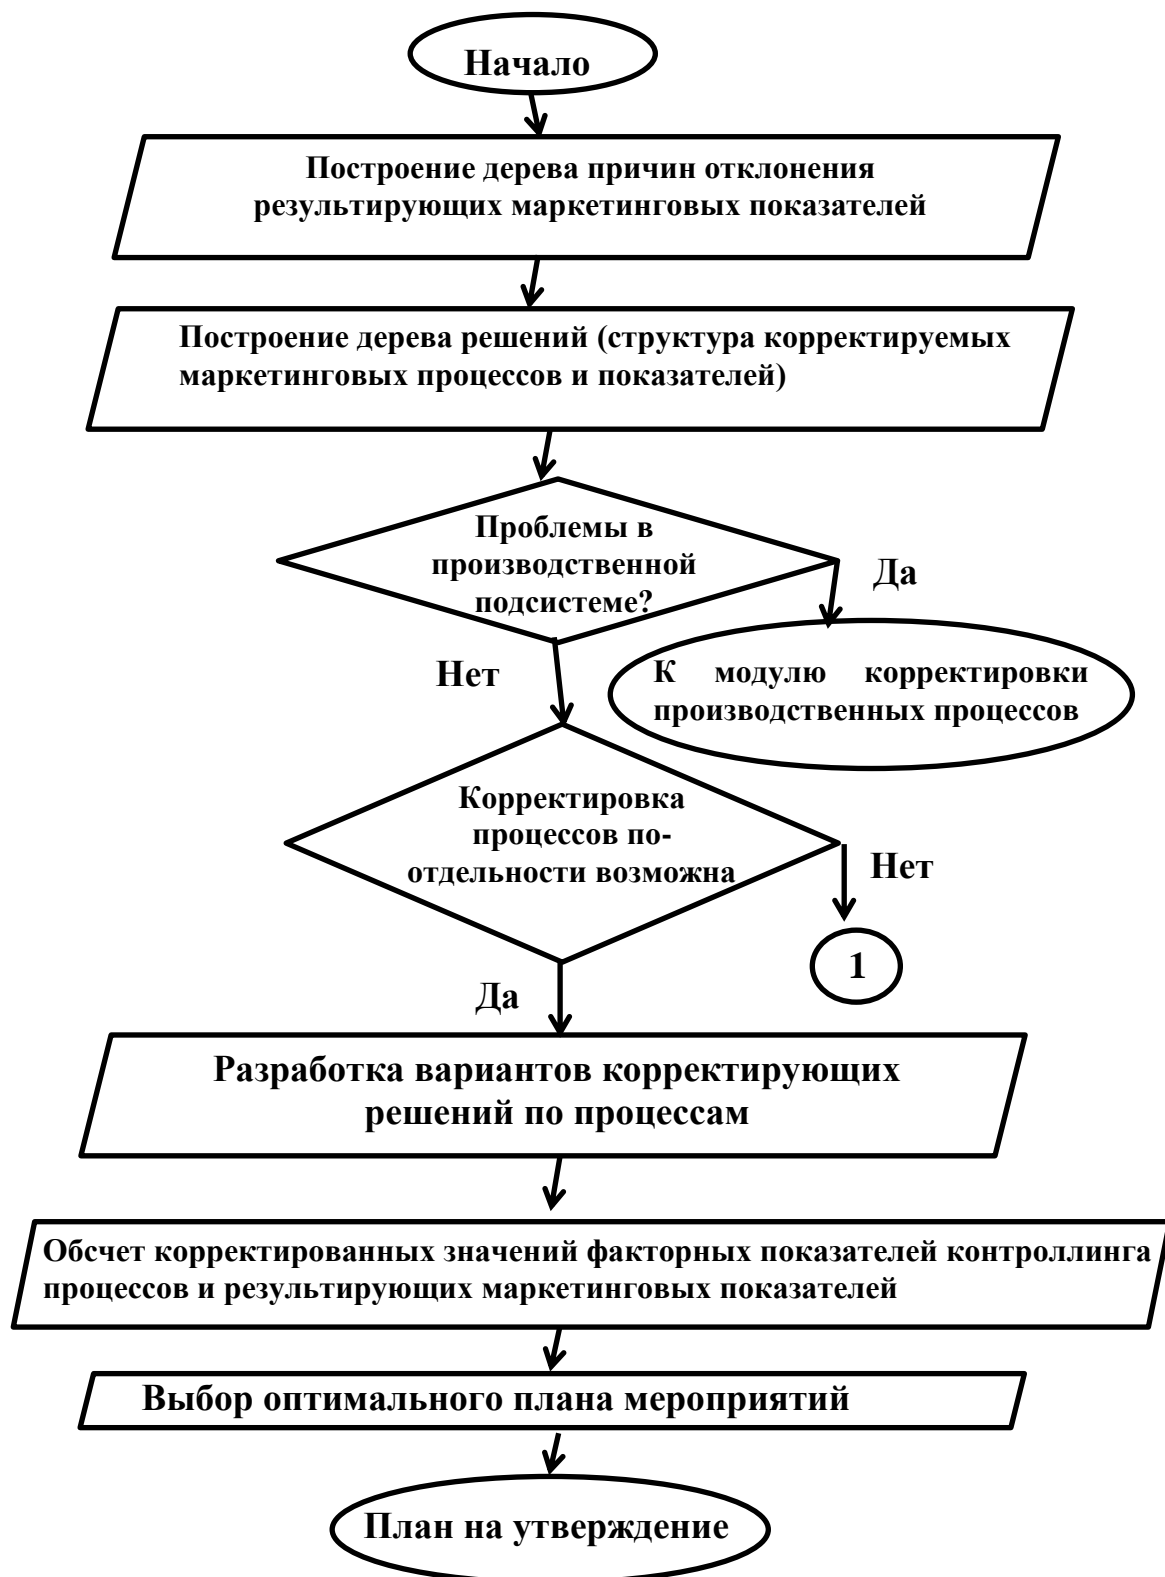 Начало
Построение дерева причин отклонения
результирующих маркетинговых показателей
Построение дерева решений (структура корректируемых
маркетинговых процессов и показателей)
Проблемы в
производственной
подсистеме?
Да
Нет
К модулю корректировки
производственных процессов
Корректировка
процессов по-
отдельности возможна
Нет
1
Да
Разработка вариантов корректирующих
решений по процессам
Обсчет корректированных значений факторных показателей контроллинга
процессов и результирующих маркетинговых показателей
Выбор оптимального плана мероприятий
План на утверждение